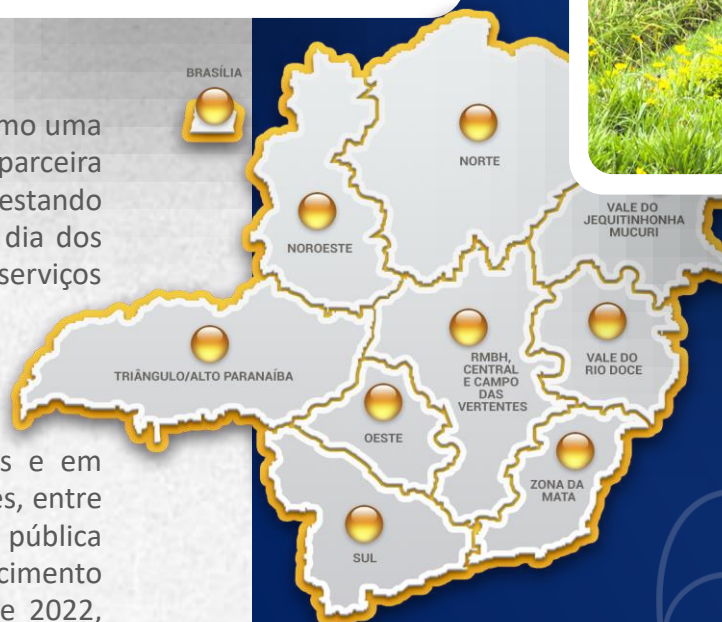 mo uma
parceira
estando
dia dos
serviços
s e em
es, entre
pública
cimento
e 2022,
BRASÍLIA
NORTE
NOROESTE
VALE DO
JEQUITINHONHA
MUCURI
TRIÂNGULO/ALTO PARANAÍBA
RMBH,
CENTRAL
E CAMPO
DAS
VERTENTES
VALE DO
RIO DOCE
OESTE
ZONA DA
MATA
SUL